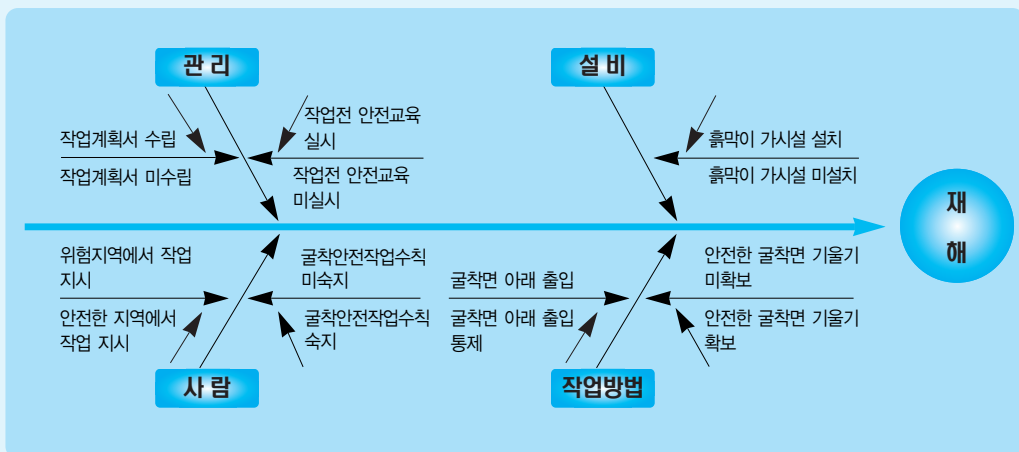 관 리
작업계획서 수립
작업계획서 미수립
작업전 안전교육
실시
작업전 안전교육
미실시
설 비
흙막이 가시설 설치
흙막이 가시설 미설치
재
해
위험지역에서 작업
지시
안전한 지역에서
작업 지시
굴착안전작업수칙
미숙지
굴착안전작업수칙
숙지
사 람
굴착면 아래 출입
굴착면 아래 출입
통제
안전한 굴착면 기울기
미확보
안전한 굴착면 기울기
확보
작업방법